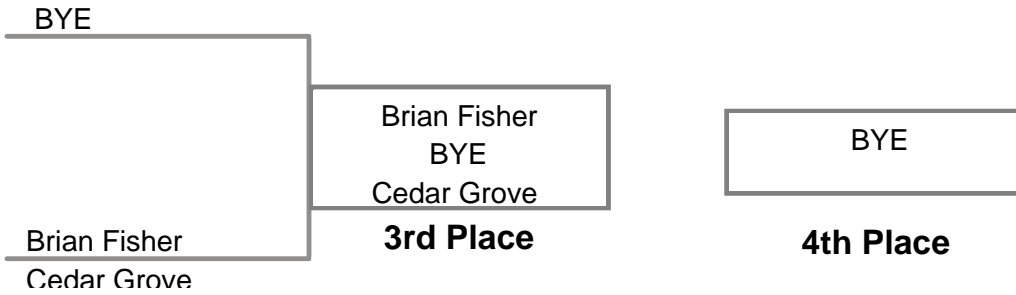 BYE
Brian Fisher
BYE
Cedar Grove
BYE
3rd Place
4th Place
Brian Fisher
Cedar Grove